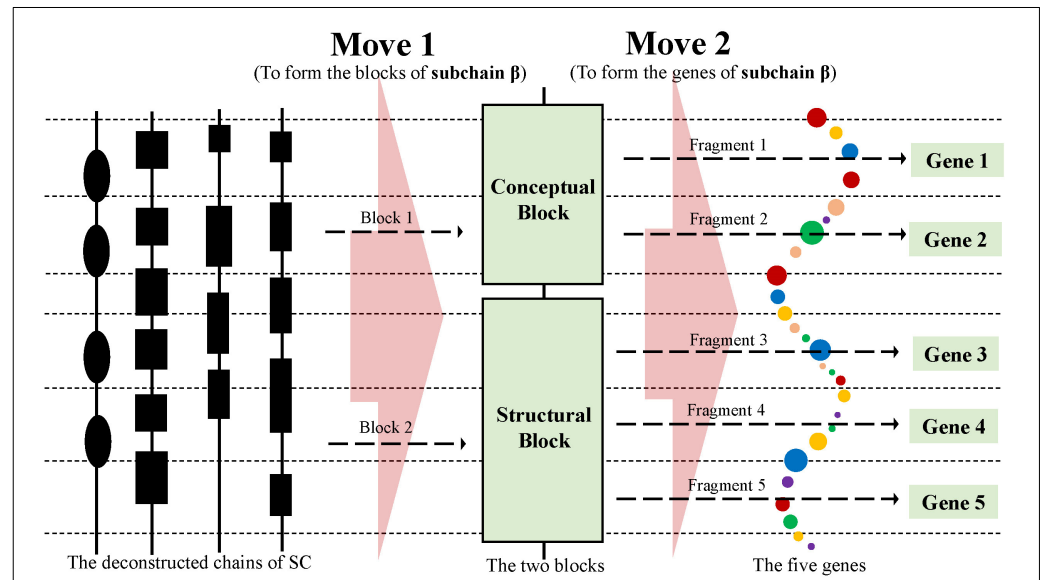 Move 1
(To form the blocks of subchain β)
Move 2
(To form the genes of subchain β)
Conceptual
Block
Structural
Block
Block 1
Block 2
Fragment 1
Gene 1
Fragment 2
Gene 2
Fragment 3
Gene 3
Fragment 4
Gene 4
Fragment 5
Gene 5
The deconstructed chains of SC
The two blocks
The five genes